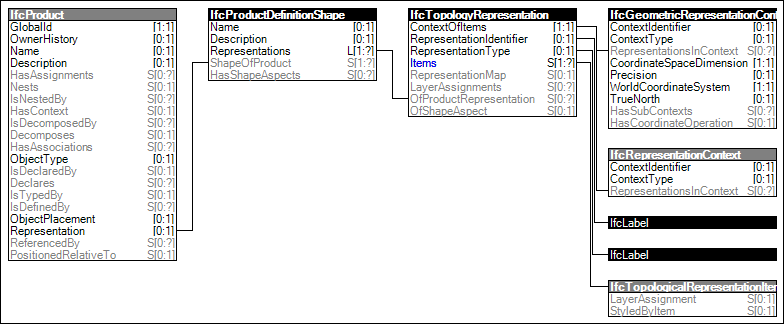 IfcProduct
GlobalId [1:1]
OwnerHistory [0:1]
Name [0:1]
Description [0:1]
HasAssignments S[0:?]
Nests S[0:1]
IsNestedBy S[0:?]
HasContext S[0:1]
IsDecomposedBy S[0:?]
Decomposes S[0:1]
HasAssociations S[0:?]
ObjectType [0:1]
IsDeclaredBy S[0:1]
Declares S[0:?]
IsTypedBy S[0:1]
IsDefinedBy S[0:?]
ObjectPlacement [0:1]
Representation [0:1]
ReferencedBy S[0:?]
PositionedRelativeTo S[0:1]
IfcProductDefinitionShape
Name [0:1]
Description [0:1]
Representations L[1:?]
ShapeOfProduct S[1:?]
HasShapeAspects S[0:?]
IfcTopologyRepresentation
ContextOfItems [1:1]
RepresentationIdentifier [0:1]
RepresentationType [0:1]
Items S[1:?]
RepresentationMap S[0:1]
LayerAssignments S[0:?]
OfProductRepresentation S[0:?]
OfShapeAspect S[0:1]
IfcGeometricRepresentationCon
ContextIdentifier [0:1]
ContextType [0:1]
RepresentationsInContext S[0:?]
CoordinateSpaceDimension [1:1]
Precision [0:1]
WorldCoordinateSystem [1:1]
TrueNorth [0:1]
HasSubContexts S[0:?]
HasCoordinateOperation S[0:1]
IfcRepresentationContext
ContextIdentifier [0:1]
ContextType [0:1]
RepresentationsInContext S[0:?]
IfcLabel
IfcLabel
IfcTopologicalRepresentationIter
LayerAssignment S[0:1]
StyledByItem S[0:1]